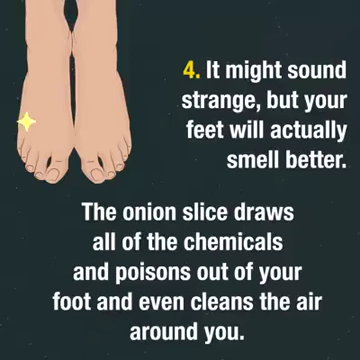 4. It might sound
strange, but your
feet will actually
smell better.
The onion slice draws
all of the chemicals
and poisons out of your
foot and even cleans the air
around you.